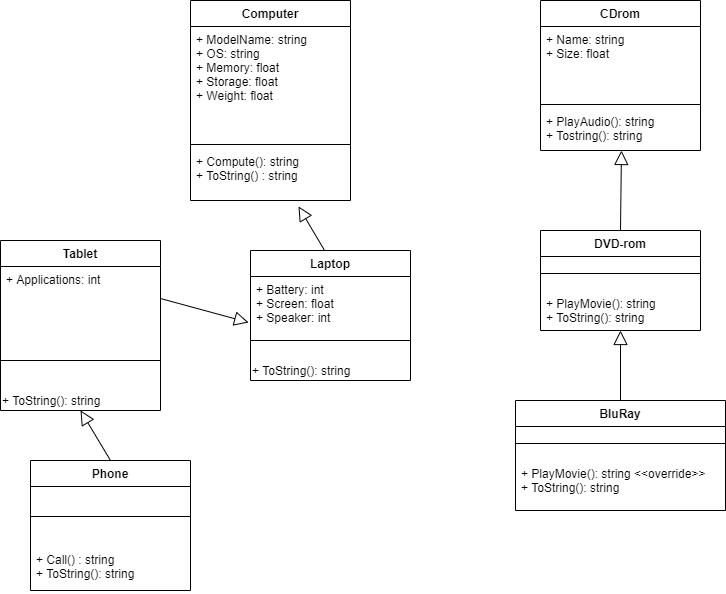 Computer
+ ModelName: string
+ OS: string
+ Memory: float
+ Storage: float
+ Weight: float
+ Compute(): string
+ ToString() : string
CDrom
+ Name: string
+ Size: float
+ PlayAudio(): string
+ Tostring(): string
Tablet
+ Applications: int
+ ToString(): string
Laptop
+ Battery: int
+ Screen: float
+ Speaker: int
+ ToString(): string
DVD-rom
+ PlayMovie(): string
+ ToString(): string
Phone
+ Call() : string
+ ToString(): string
BluRay
+ PlayMovie(): string <<override>>
+ ToString(): string